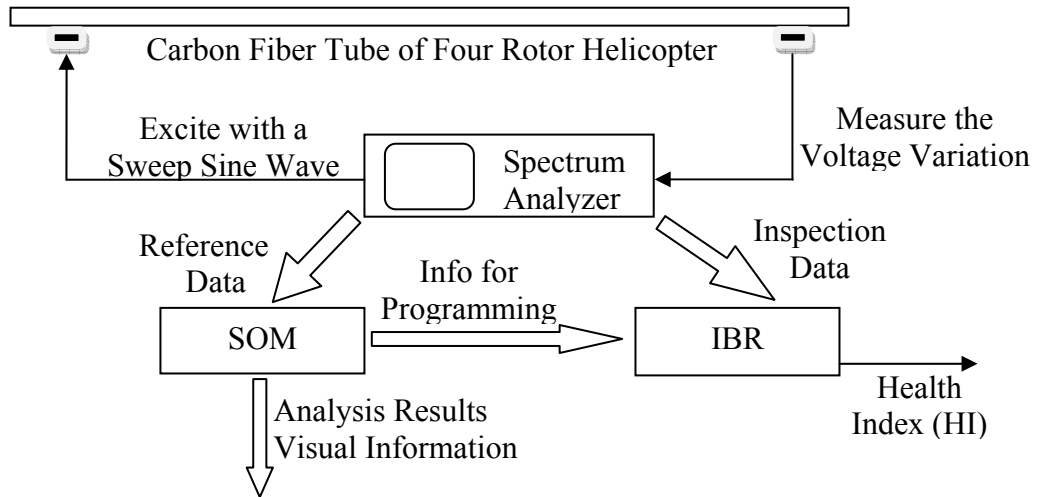 Carbon Fiber Tube of Four Rotor Helicopter
Excite with a
Sweep Sine Wave
Spectrum
Analyzer
Measure the
Voltage Variation
Reference
Data
Info for
Programming
Inspection
Data
SOM
IBR
Health
Index (HI)
Analysis Results
Visual Information